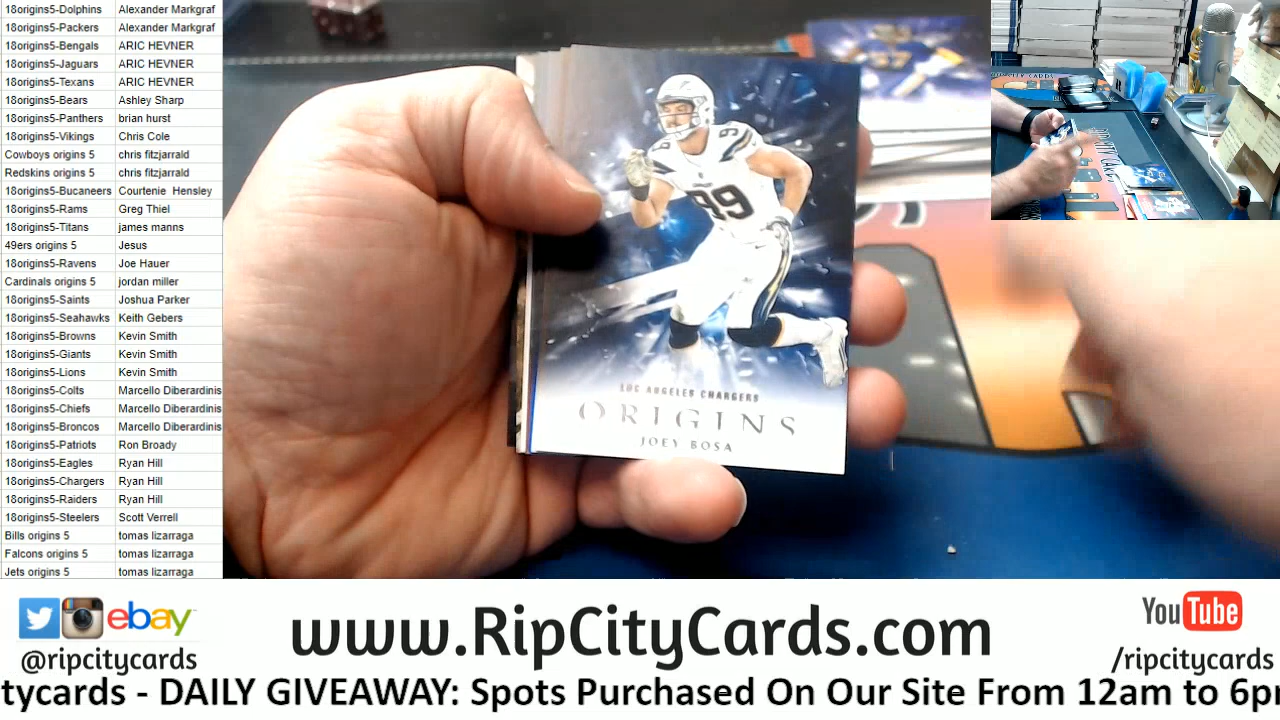 18origins5-Dolphins Alexander Markgraf
18origins5-Packers Alexander Markgraf
18origins5-Bengals ARIC HEVNER
18origins5-Jaguars ARIC HEVNER
18origins5-Texans ARIC HEVNER
18origins5-Bears Ashley Sharp
18origins5-Panthers brian hurst
18origins5-Vikings Chris Cole
Cowboys origins 5 chris fitzjarrald
Redskins origins 5 chris fitzjarrald
18origins5-Bucaneers Courtenie Hensley
18origins5-Rams Greg Thiel
18origins5-Titans james manns
49ers origins 5 Jesus
18origins5-Ravens Joe Hauer
Cardinals origins 5 jordan miller
18origins5-Saints Joshua Parker
18origins5-Seahawks Keith Gebers
18origins5-Browns Kevin Smith
18origins5-Giants Kevin Smith
18origins5-Lions Kevin Smith
18origins5-Colts Marcello Diberardinis
18origins5-Chiefs Marcello Diberardinis
18origins5-Broncos Marcello Diberardinis
18origins5-Patriots Ron Broady
18origins5-Eagles Ryan Hill
18origins5-Chargers Ryan Hill
18origins5-Raiders Ryan Hill
18origins5-Steelers Scott Verrell
Bills origins 5 tomas lizarraga
Falcons origins 5 tomas lizarraga
Jets origins 5 tomas lizarraga
99
99
LOS ANGELES CHARGERS
ORIGINS
JOEY BOSA
ebay
@ripcitycards
www.RipCityCards.com
YouTube
/ripcitycards
tycards - DAILY GIVEAWAY: Spots Purchased On Our Site From 12am to 6p